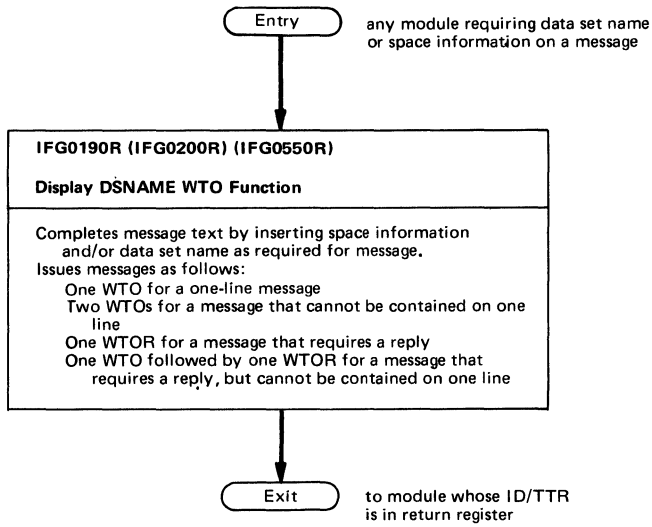 Entry
any module requiring data set name
or space information on a message
IFG0190R (IFG0200R) (IFG0550R)
Display DSNAME WTO Function
Completes message text by inserting space information
and/or data set name as required for message.
Issues messages as follows:
One WTO for a one-line message
Two WTOs for a message that cannot be contained on one
line
One WTOR for a message that requires a reply
One WTO followed by one WTOR for a message that
requires a reply, but cannot be contained on one line
Exit
to module whose ID/TTR
is in return register